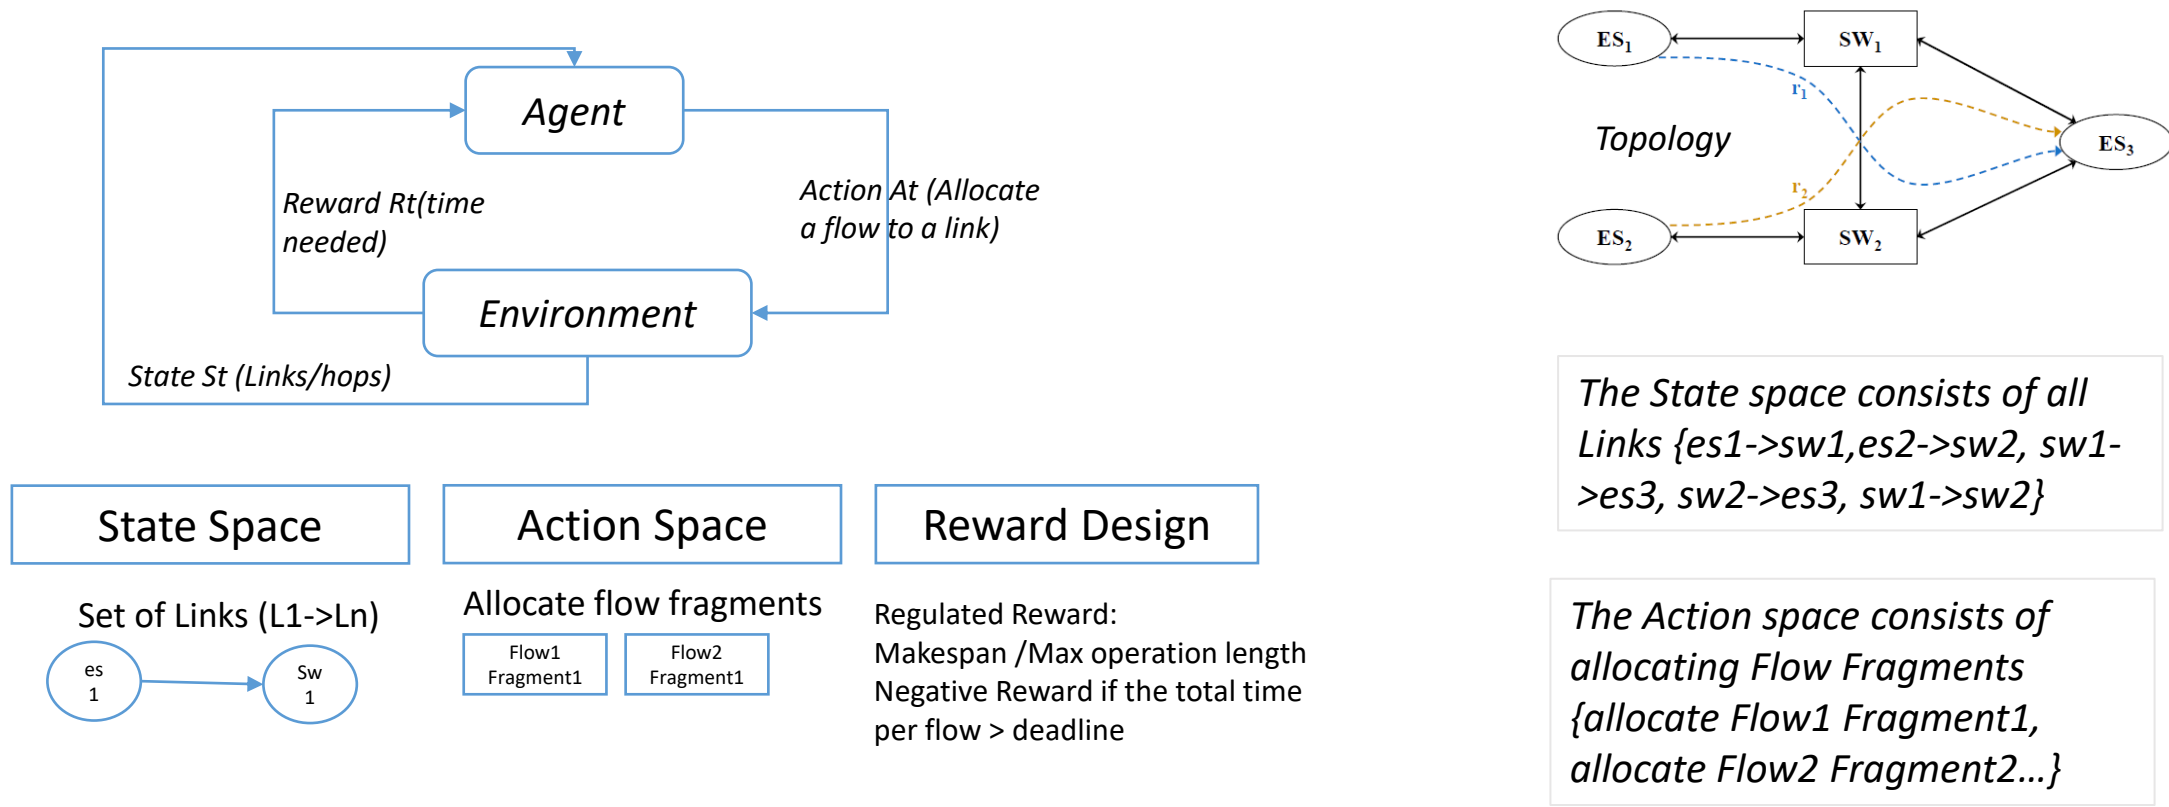 Agent
Reward Rt(time
needed)
Action At (Allocate
a flow to a link)
Environment
State St (Links/hops)
ES1
SW1
r1
Topology
ES3
r2
ES2
SW2
The State space consists of all
Links {es1->sw1,es2->sw2, sw1-
>es3, sw2->es3, sw1->sw2}
State Space
Action Space
Reward Design
Set of Links (L1->Ln)
es
1
Sw
1
Allocate flow fragments
Flow1
Fragment1
Flow2
Fragment1
Regulated Reward:
Makespan /Max operation length
Negative Reward if the total time
per flow > deadline
The Action space consists of
allocating Flow Fragments
{allocate Flow1 Fragment1,
allocate Flow2 Fragment2...}